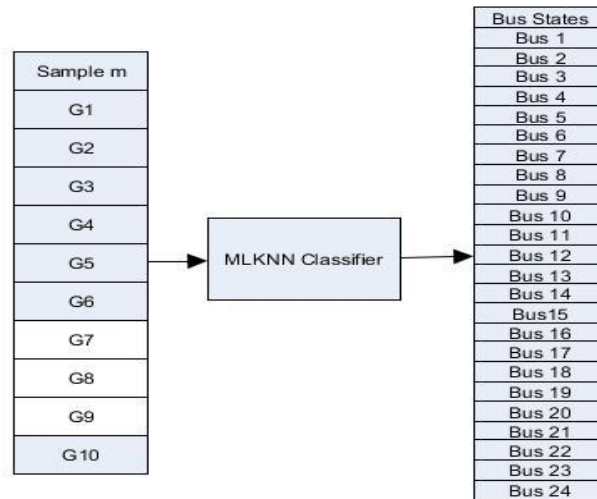 Sample m
G1
G2
G3
G4
G5
G6
G7
G8
G9
G10
MLKNN Classifier
Bus States
Bus 1
Bus 2
Bus 3
Bus 4
Bus 5
Bus 6
Bus 7
Bus 8
Bus 9
Bus 10
Bus 11
Bus 12
Bus 13
Bus 14
Bus15
Bus 16
Bus 17
Bus 18
Bus 19
Bus 20
Bus 21
Bus 22
Bus 23
Bus 24